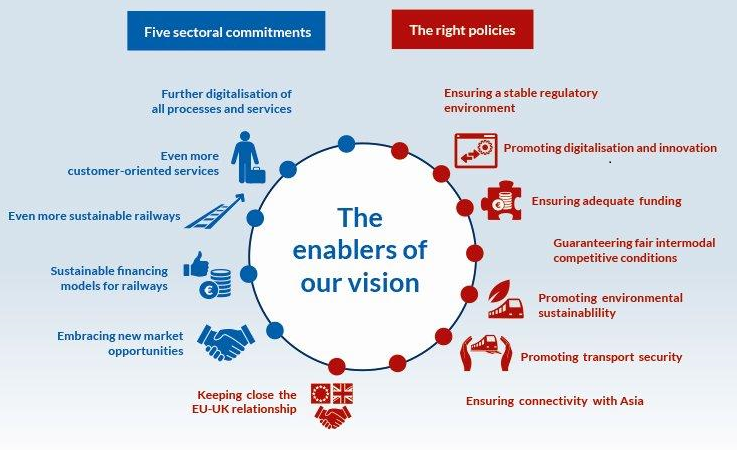 Five sectoral commitments
The right policies
Further digitalisation of
all processes and services
Even more
customer-oriented services
Even more sustainable railways
Sustainable financing
models for railways
Embracing new market
opportunities
The
enablers of
our vision
Ensuring a stable regulatory
environment
Promoting digitalisation and innovation
Ensuring adequate funding
Guaranteeing fair intermodal
competitive conditions
Promoting environmental
sustainablility
Promoting transport security
Ensuring connectivity with Asia
Keeping close the
EU-UK relationship